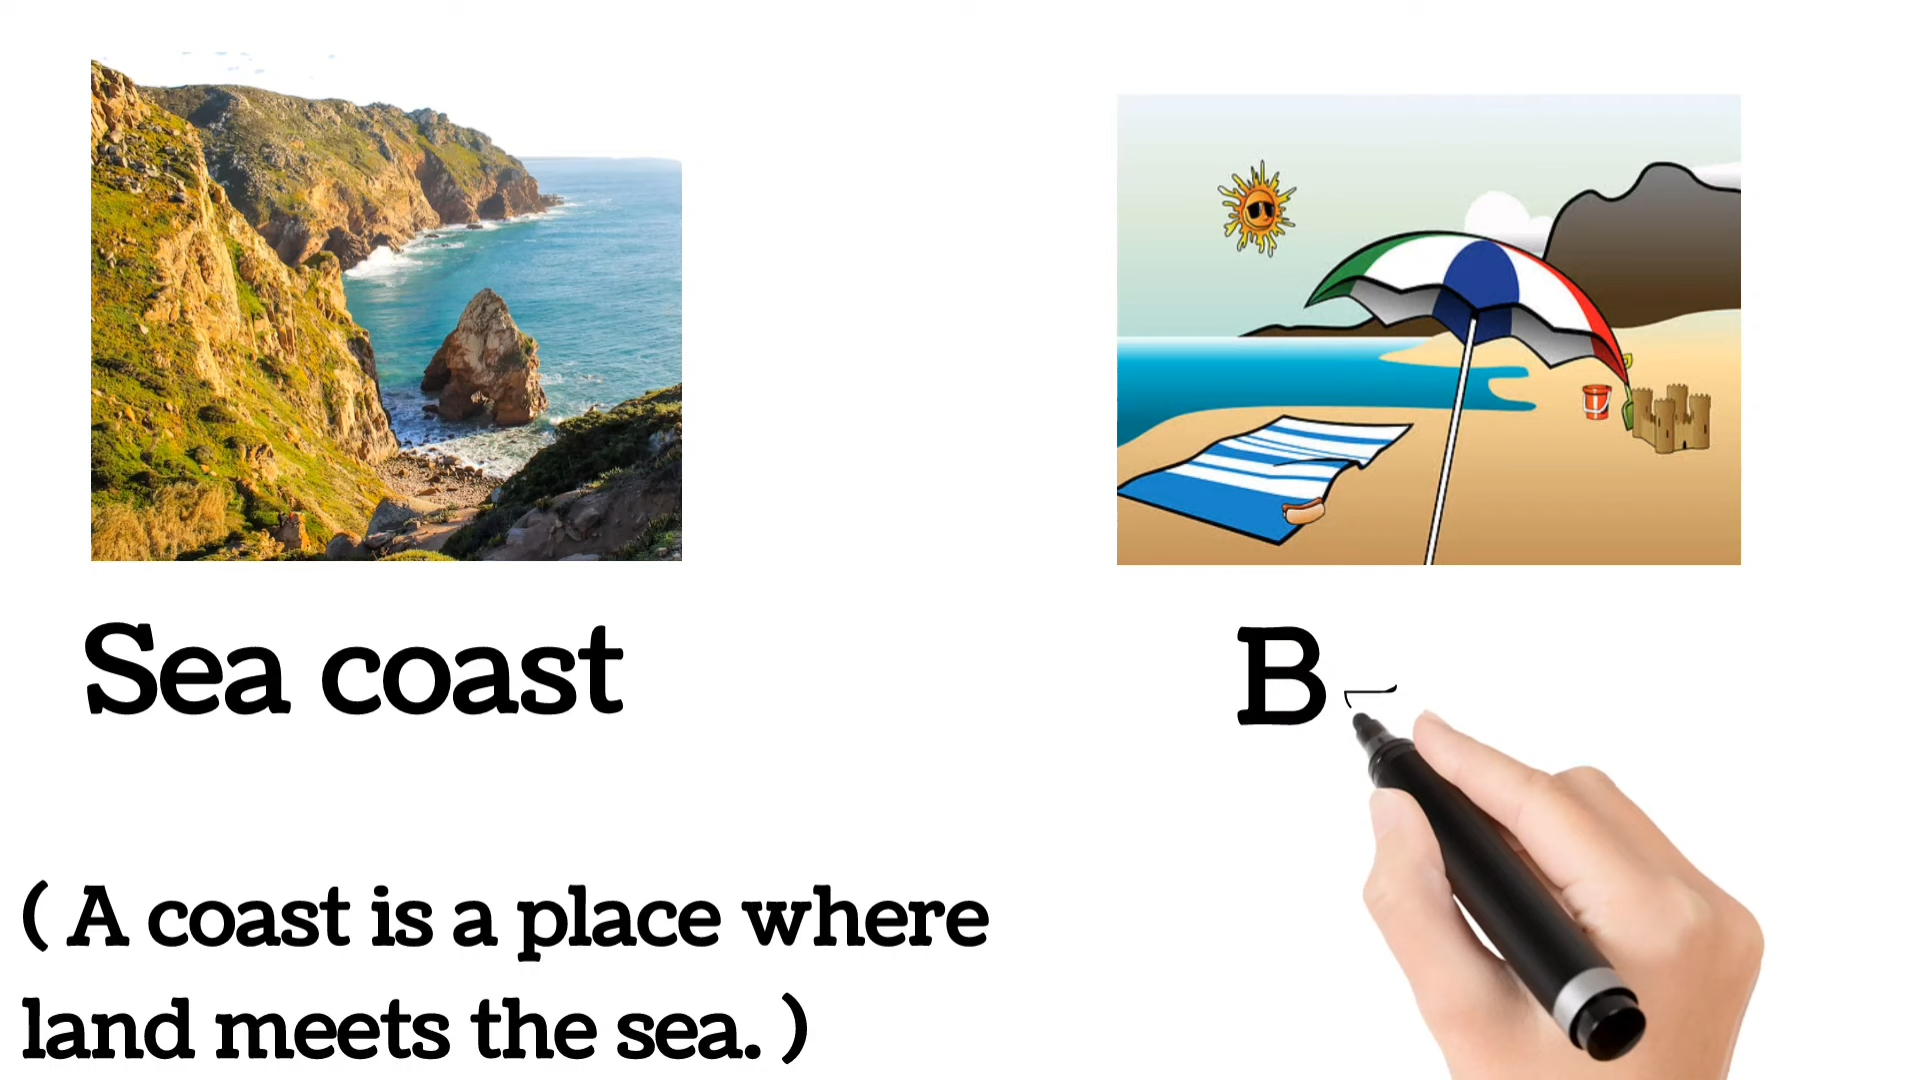 Sea coast
B
( A coast is a place where
land meets the sea. )